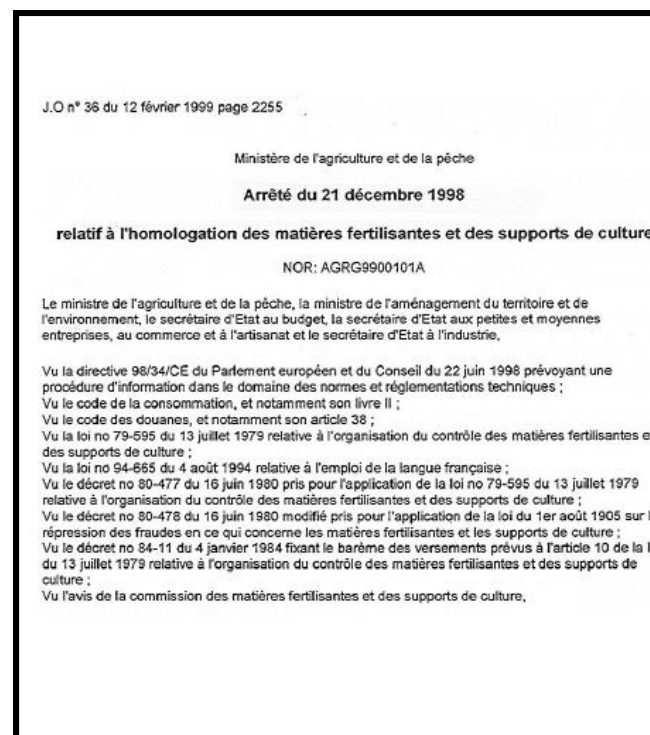 J.O n° 36 du 12 février 1999 page 2255
Ministère de l'agriculture et de la pêche
Arrêté du 21 décembre 1998
relatif à l'homologation des matières fertilisantes et des supports de culture
NOR: AGRG9900101A
Le ministre de l'agriculture et de la pêche, la ministre de l'aménagement du territoire et de
l'environnement, le secrétaire d'Etat au budget, la secrétaire d'Etat aux petites et moyennes
entreprises, au commerce et à l'artisanat et le secrétaire d'Etat à l'industrie,
Vu la directive 98/34/CE du Parlement européen et du Conseil du 22 juin 1998 prévoyant une
procédure d'information dans le domaine des normes et réglementations techniques ;
Vu le code de la consommation, et notamment son livre II ;
Vu le code des douanes, et notamment son article 38 ;
Vu la loi no 79-595 du 13 juillet 1979 relative à l'organisation du contrôle des matières fertilisantes e
des supports de culture ;
Vu la loi no 94-665 du 4 août 1994 relative à l'emploi de la langue française ;
Vu le décret no 80-477 du 16 juin 1980 pris pour l'application de la loi no 79-595 du 13 juillet 1979
relative à l'organisation du contrôle des matières fertilisantes et des supports de culture ;
Vu le décret no 80-478 du 16 juin 1980 modifié pris pour l'application de la loi du 1er août 1905 sur l
répression des fraudes en ce qui concerne les matières fertilisantes et les supports de culture ;
Vu le décret no 84-11 du 4 janvier 1984 fixant le barème des versements prévus à l'article 10 de la l
du 13 juillet 1979 relative à l'organisation du contrôle des matières fertilisantes et des supports de
culture ;
Vu l'avis de la commission des matières fertilisantes et des supports de culture,